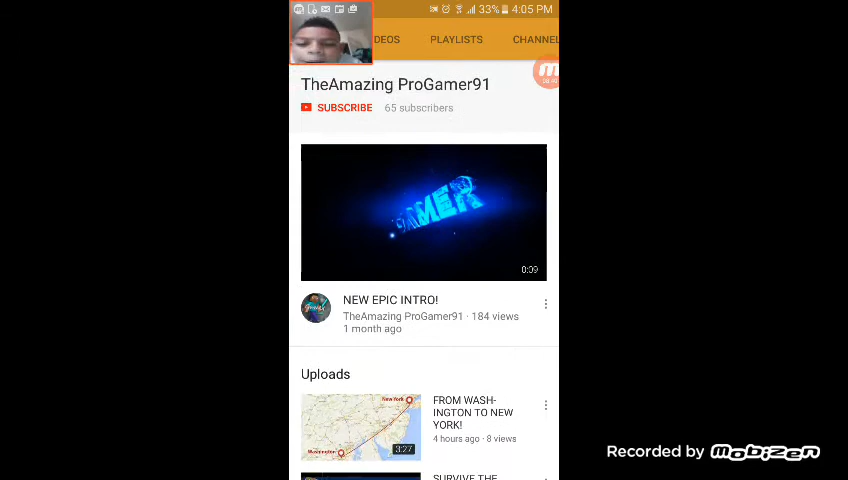 33% 4:05 PM
DEOS PLAYLISTS CHANNEL
TheAmazing ProGamer91
SUBSCRIBE 65 subscribers
GAMER
0:09
NEW EPIC INTRO!
TheAmazing ProGamer91 · 184 views
1 month ago
Uploads
New York
Washington
3:27
FROM WASH-
INGTON TO NEW
YORK!
4 hours ago · 8 views
SURVIVE THE
Recorded by mobizen